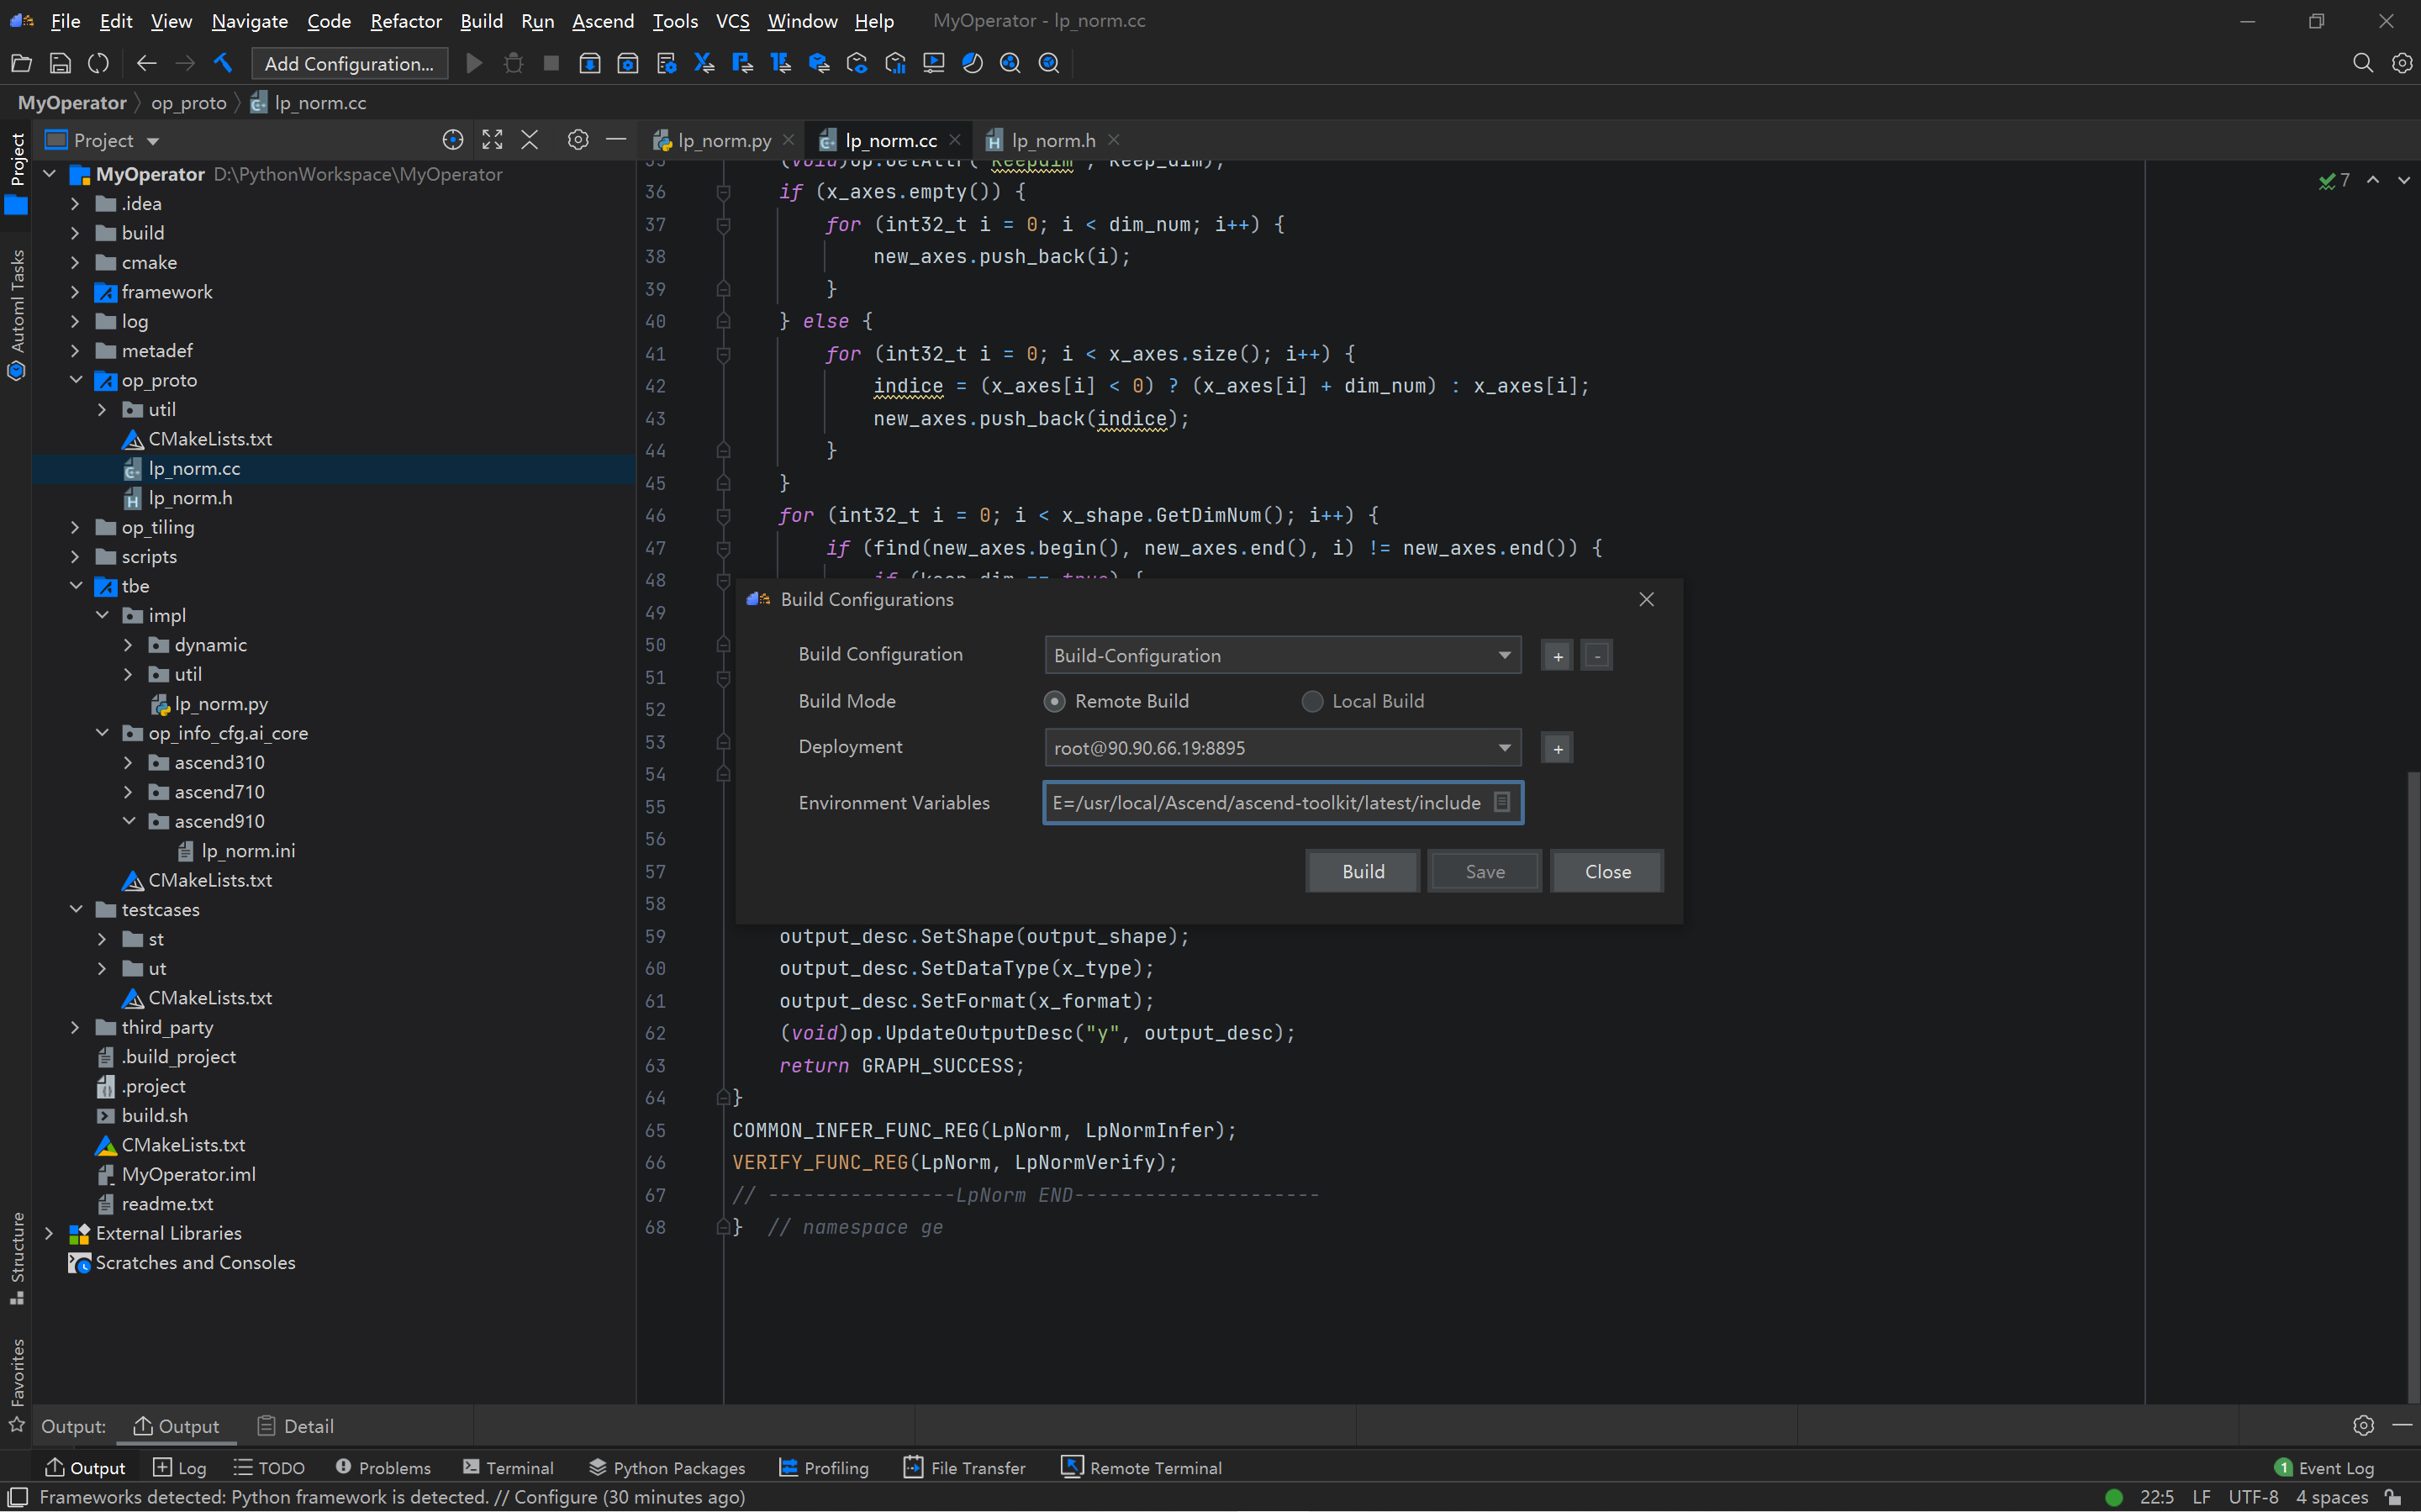 File Edit View Navigate Code Refactor Build Run Ascend Tools VCS Window Help MyOperator - lp_norm.cc
Add Configuration...
MyOperator op_proto lp_norm.cc
Project
Project
Automl Tasks
Structure
Favorites
MyOperator D:\PythonWorkspace\MyOperator
.idea
build
cmake
framework
log
metadef
op_proto
util
CMakeLists.txt
lp_norm.cc
lp_norm.h
op_tiling
scripts
tbe
impl
dynamic
util
lp_norm.py
op_info_cfg.ai_core
ascend310
ascend710
ascend910
lp_norm.ini
CMakeLists.txt
testcases
st
ut
CMakeLists.txt
third_party
.build_project
.project
build.sh
CMakeLists.txt
MyOperator.iml
readme.txt
External Libraries
Scratches and Consoles
lp_norm.py lp_norm.cc lp_norm.h
7
36 if (x_axes.empty()) {
37 for (int32_t i = 0; i < dim_num; i++) {
38 new_axes.push_back(i);
39 }
40 } else {
41 for (int32_t i = 0; i < x_axes.size(); i++) {
42 indice = (x_axes[i] < 0) ? (x_axes[i] + dim_num) : x_axes[i];
43 new_axes.push_back(indice);
44 }
45 }
46 for (int32_t i = 0; i < x_shape.GetDimNum(); i++) {
47 if (find(new_axes.begin(), new_axes.end(), i) != new_axes.end()) {
48
49
50
51
52
53
54
55
56
57
58
Build Configurations
Build Configuration Build-Configuration + -
Build Mode Remote Build Local Build
Deployment root@90.90.66.19:8895 +
Environment Variables E=/usr/local/Ascend/ascend-toolkit/latest/include
Build Save Close
59 output_desc.SetShape(output_shape);
60 output_desc.SetDataType(x_type);
61 output_desc.SetFormat(x_format);
62 (void)op.UpdateOutputDesc("y", output_desc);
63 return GRAPH_SUCCESS;
64 }
65 COMMON_INFER_FUNC_REG(LpNorm, LpNormInfer);
66 VERIFY_FUNC_REG(LpNorm, LpNormVerify);
67 // ----------------LpNorm END---------------------
68 } // namespace ge
Output: Output Detail
Output Log TODO Problems Terminal Python Packages Profiling File Transfer Remote Terminal 1 Event Log
Frameworks detected: Python framework is detected. // Configure (30 minutes ago) 22:5 LF UTF-8 4 spaces